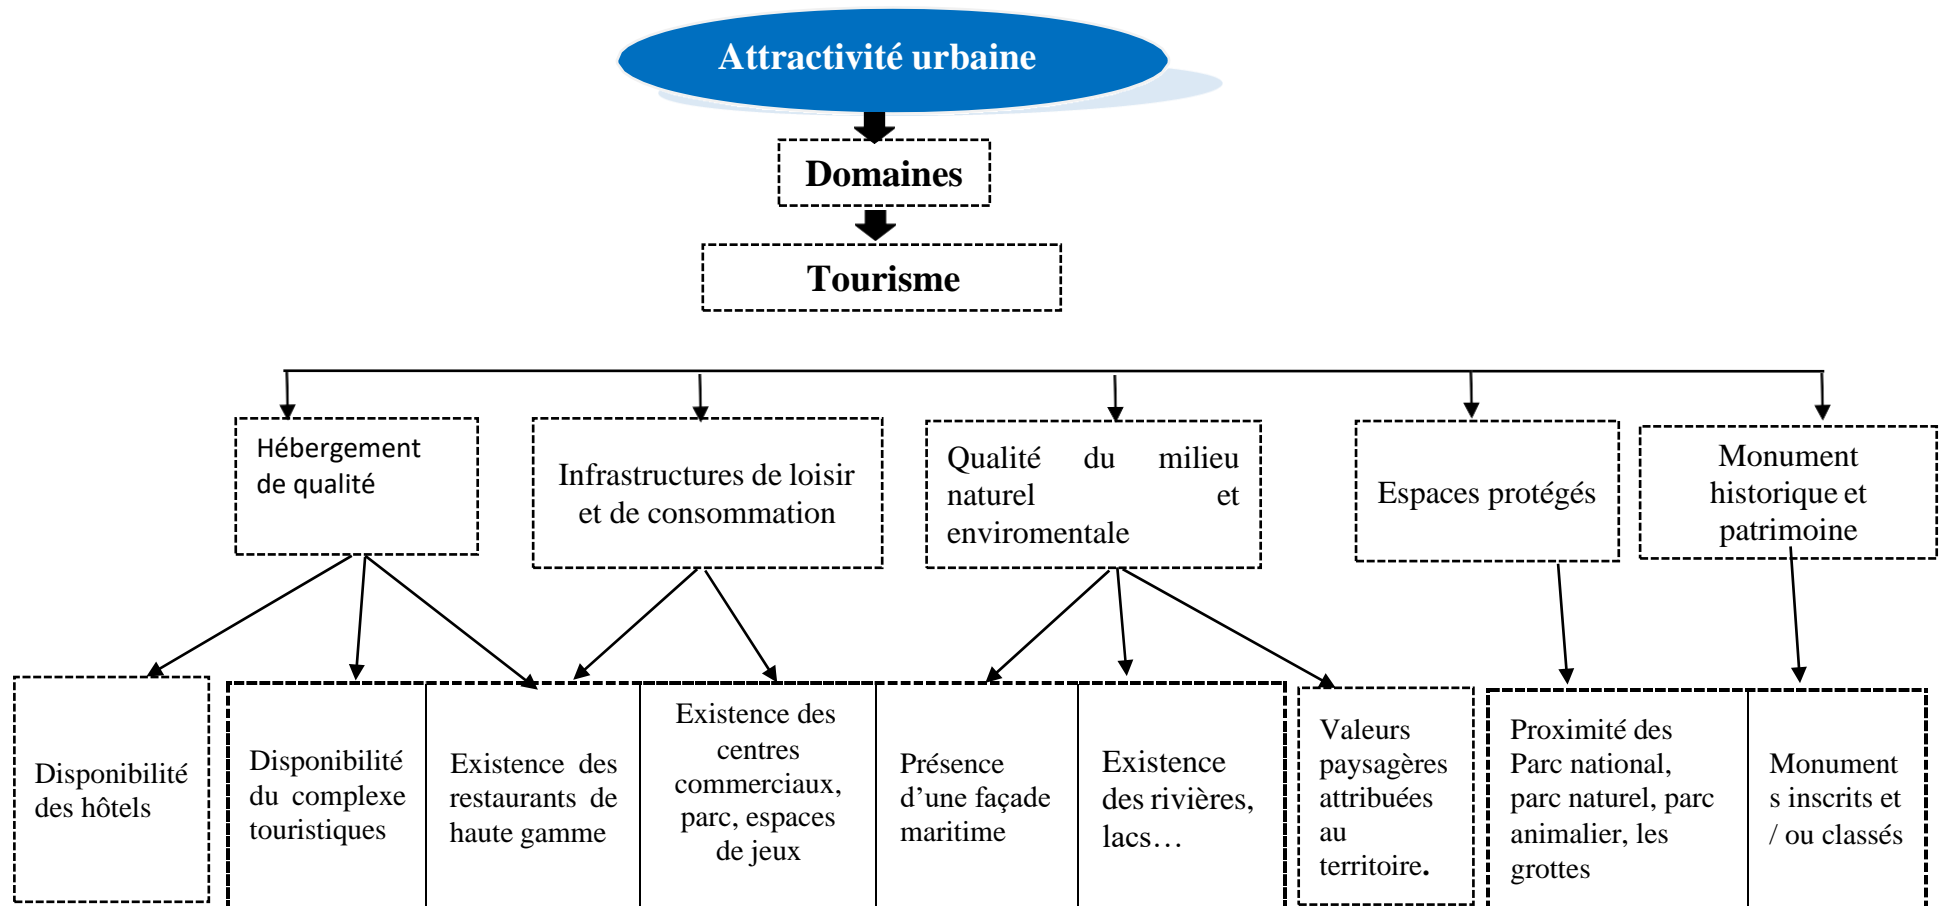 Attractivité urbaine
Domaines
Tourisme
Hébergement
de qualité
Infrastructures de loisir
et de consommation
Qualité du milieu
naturel et
enviromentale
Espaces protégés
Monument
historique et
patrimoine
Disponibilité
des hôtels
Disponibilité
du complexe
touristiques
Existence des
restaurants de
haute gamme
Existence des
centres
commerciaux,
parc, espaces
de jeux
Présence
d’une façade
maritime
Existence
des rivières,
lacs…
Valeurs
paysagères
attribuées
au
territoire.
Proximité des
Parc national,
parc naturel, parc
animalier, les
grottes
Monument
s inscrits et
/ ou classés